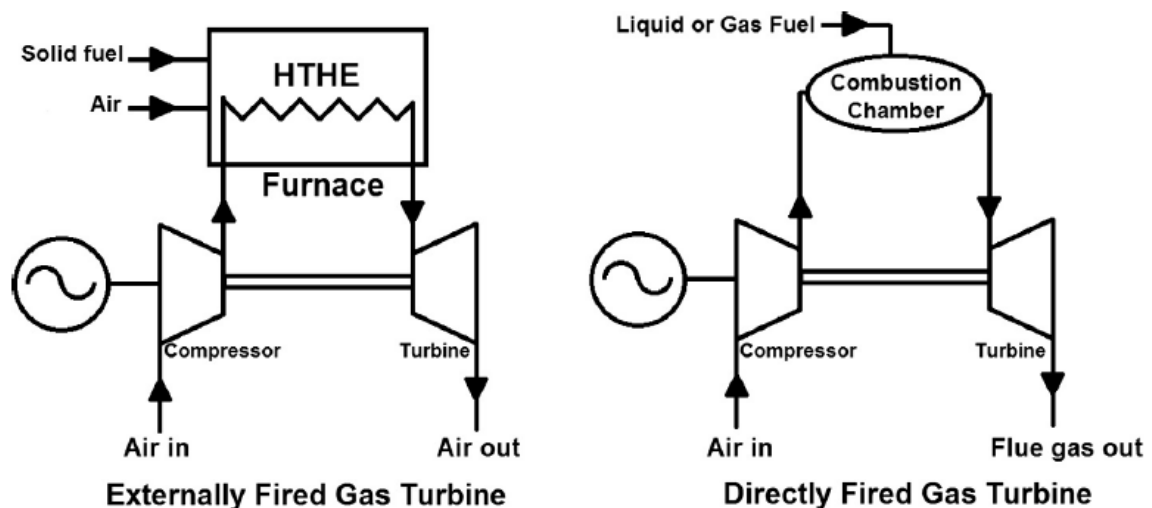 Solid fuel
Air
HTHE
Furnace
Compressor
Turbine
Air in
Air out
Externally Fired Gas Turbine
Liquid or Gas Fuel
Combustion
Chamber
Compressor
Turbine
Air in
Flue gas out
Directly Fired Gas Turbine